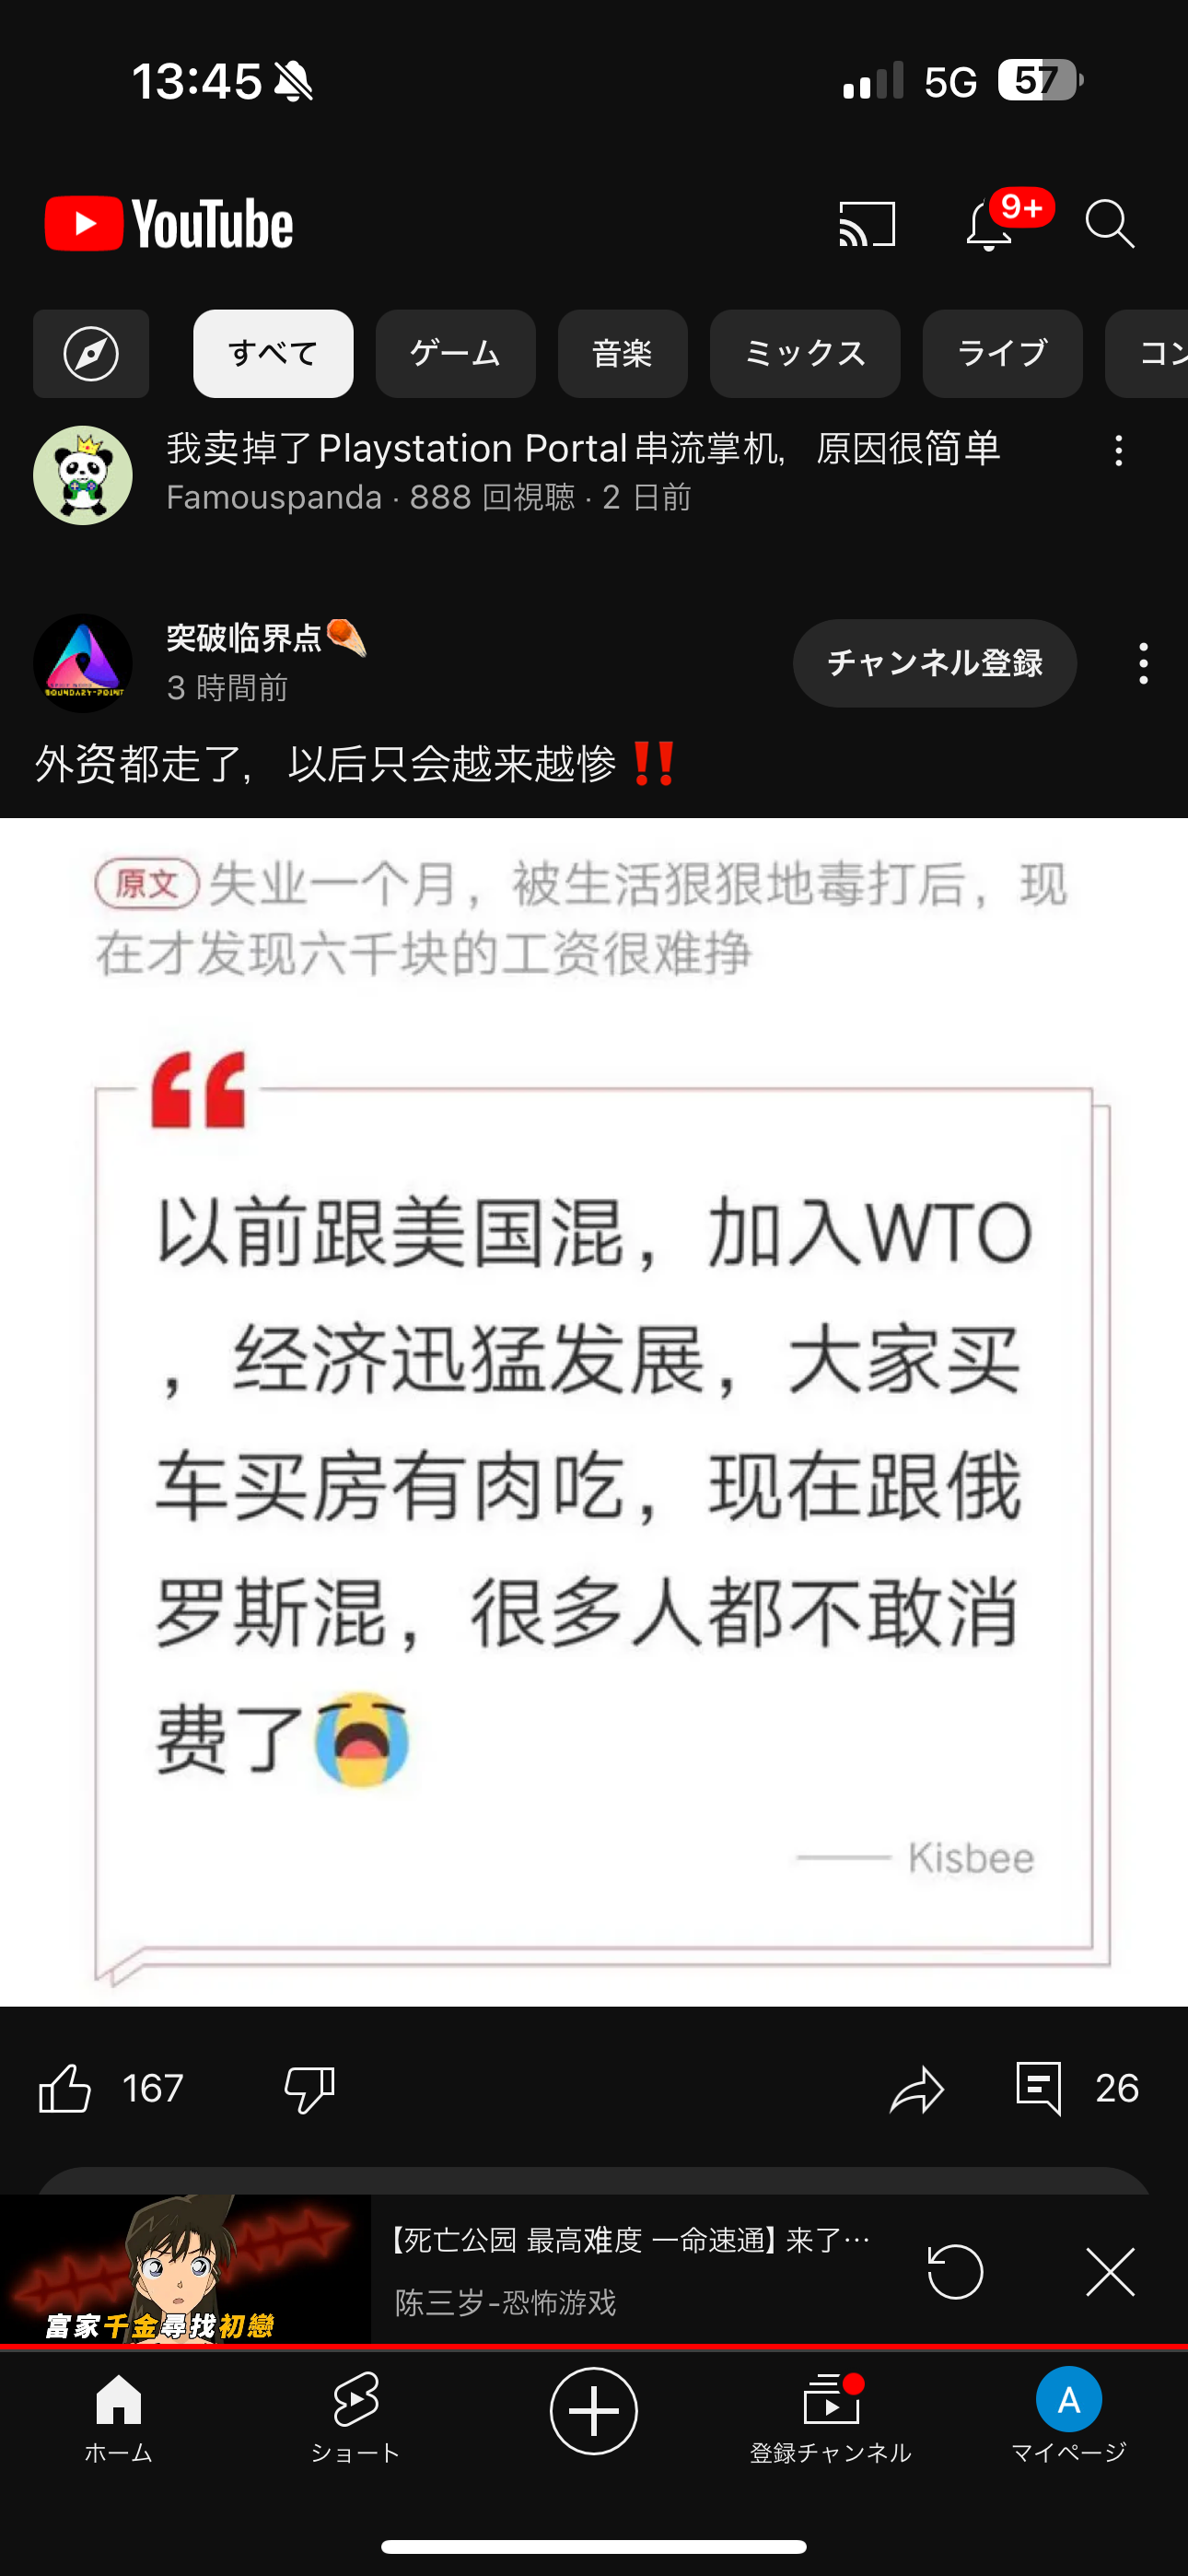 13:45
5G
57
YouTube
9+
すべて
ゲーム
音楽
ミックス
ライブ
コン
我卖掉了Playstation Portal串流掌机，原因很简单
Famouspanda · 888 回視聴 · 2 日前
突破临界点
3 時間前
チャンネル登録
BOUNDARY-POINT
外资都走了，以后只会越来越惨‼️
原文 失业一个月，被生活狠狠地毒打后，现
在才发现六千块的工资很难挣
以前跟美国混，加入WTO
，经济迅猛发展，大家买
车买房有肉吃，现在跟俄
罗斯混，很多人都不敢消
费了😭
—— Kisbee
167
26
富家千金尋找初戀
【死亡公园 最高难度 一命速通】来了…
陈三岁-恐怖游戏
ホーム
ショート
登録チャンネル
A
マイページ